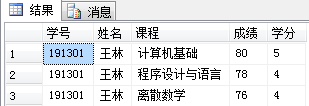 结果 消息
学号 姓名 课程 成绩 学分
1 191301 王林 计算机基础 80 5
2 191301 王林 程序设计与语言 78 4
3 191301 王林 离散数学 76 4